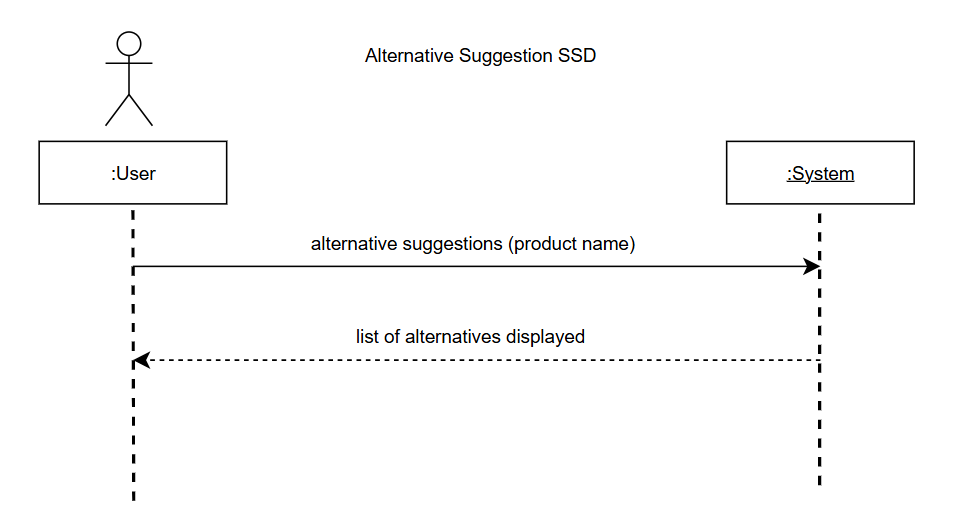 Alternative Suggestion SSD
:User
:System
alternative suggestions (product name)
list of alternatives displayed